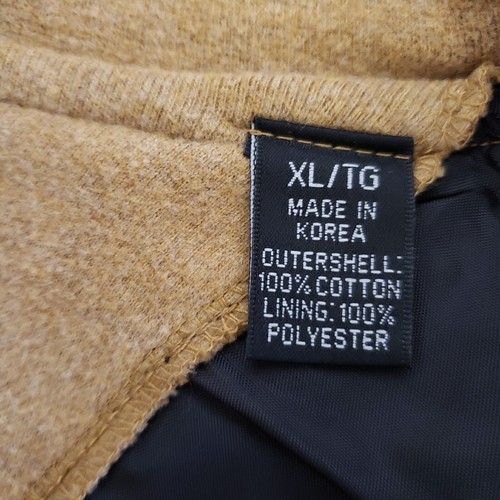 XL/TG
MADE IN
KOREA
OUTERSHELL:
100% COTTON
LINING: 100%
POLYESTER